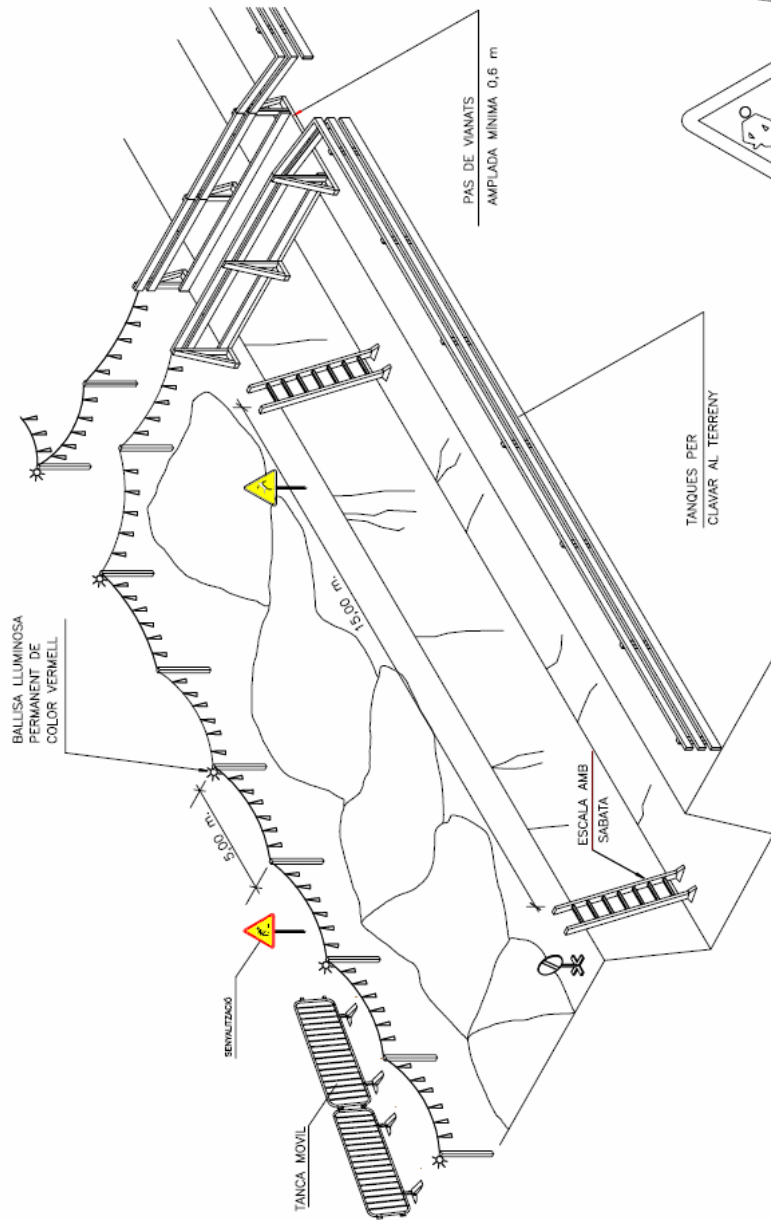 BALLISA LLUMINOSA
PERMANENT DE
COLOR VERMELL
5,00 m.
SENYALITZACIÓ
TANCA MOVIL
15,00 m.
ESCALA AMB
SABATA
PAS DE VIANATS
AMPLADA MÍNIMA 0,6 m
TANQUES PER
CLAVAR AL TERRENY